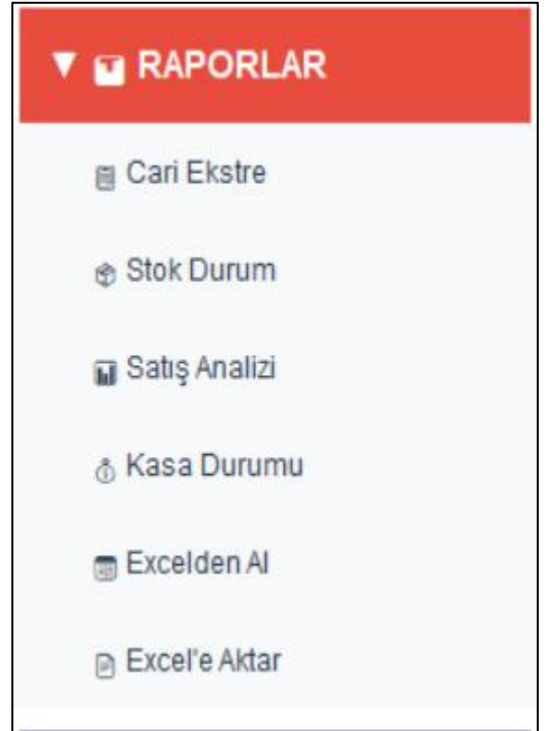 RAPORLAR
Cari Ekstre
Stok Durum
Satış Analizi
Kasa Durumu
Excelden Al
Excel'e Aktar